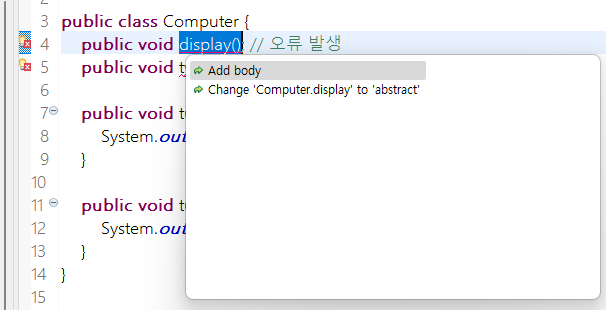 3 public class Computer {
4 public void display(); // 오류 발생
5 public void t
Add body
6
Change 'Computer.display' to 'abstract'
7 public void t
8 System.out
9 }
10
11 public void t
12 System.out
13 }
14 }
15